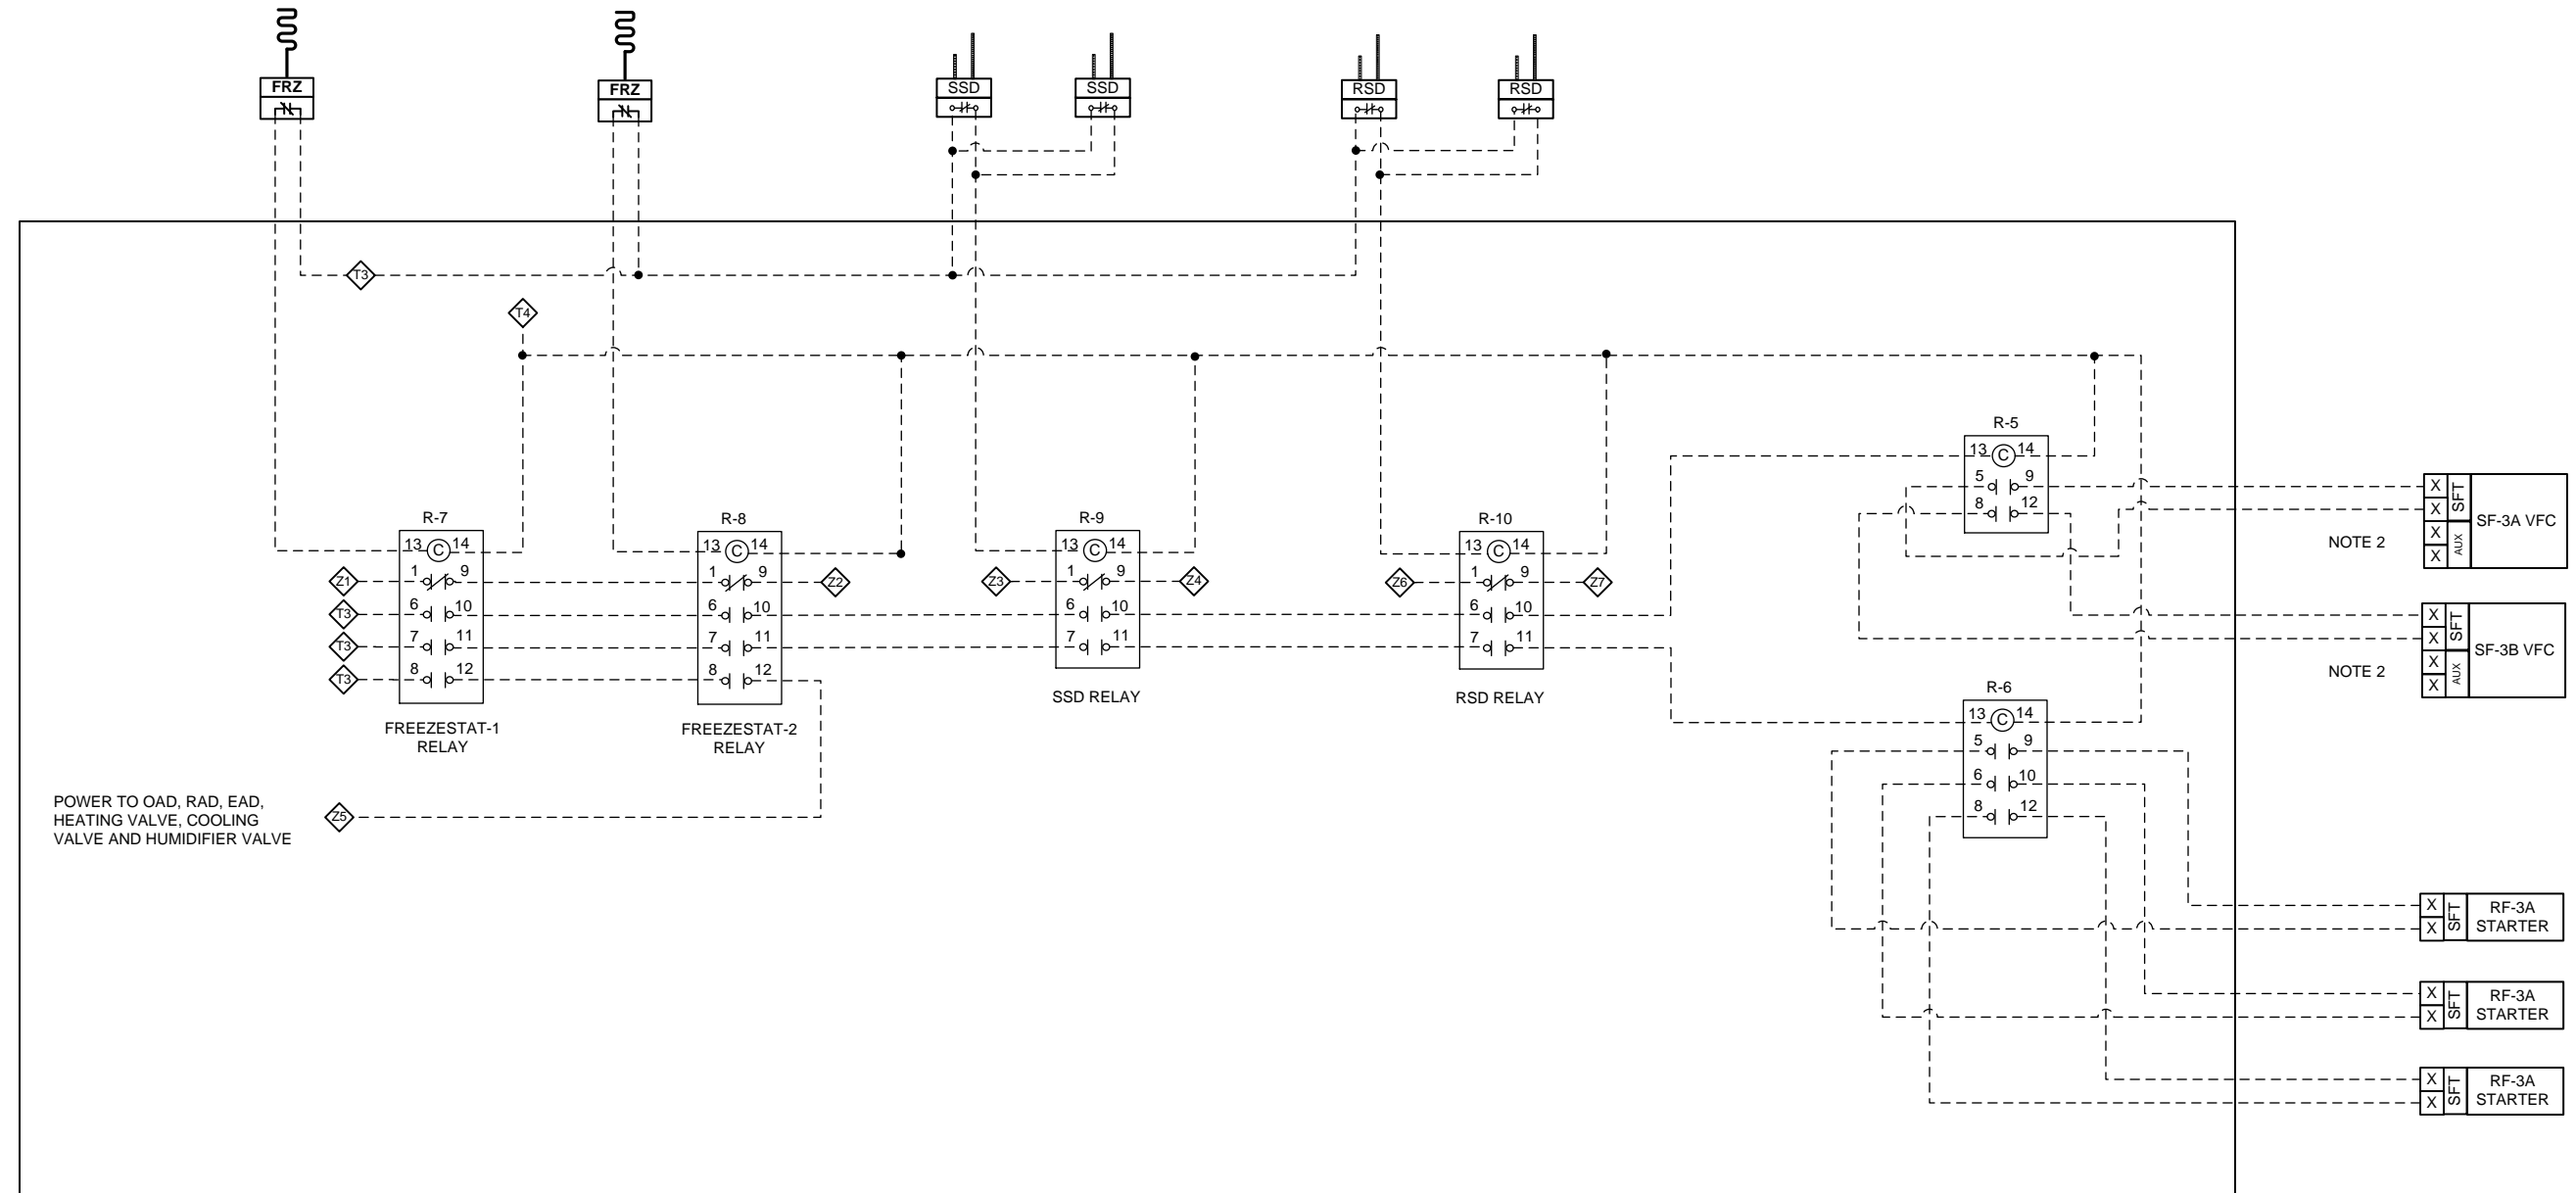 FRZ
FRZ
SSD
SSD
RSD
RSD
T3
T4
R-7
13 C 14
1 9
6 10
7 11
8 12
FREEZESTAT-1
RELAY
Z1
T3
T3
T3
R-8
13 C 14
1 9
6 10
7 11
8 12
FREEZESTAT-2
RELAY
Z2
R-9
13 C 14
1 9
6 10
7 11
SSD RELAY
Z3
Z4
R-10
13 C 14
1 9
6 10
7 11
RSD RELAY
Z6
Z7
R-5
13 C 14
5 9
8 12
R-6
13 C 14
5 9
6 10
8 12
POWER TO OAD, RAD, EAD,
HEATING VALVE, COOLING
VALVE AND HUMIDIFIER VALVE
Z5
NOTE 2
X
X
X
X
SFT
AUX
SF-3A VFC
NOTE 2
X
X
X
X
SFT
AUX
SF-3B VFC
X
X
SFT
RF-3A
STARTER
X
X
SFT
RF-3A
STARTER
X
X
SFT
RF-3A
STARTER